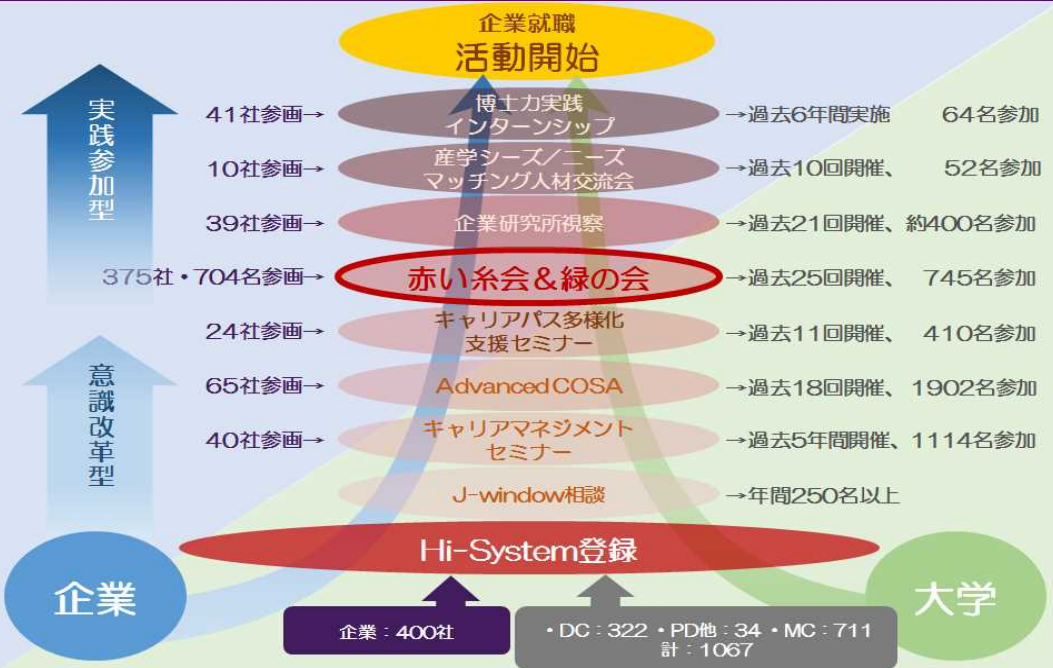 企業就職
活動開始
実践参加型
41社参画→
博士力実践
インターンシップ
→過去6年間実施 64名参加
10社参画→
産学シーズ/ニーズ
マッチング人材交流会
→過去10回開催、 52名参加
39社参画→
企業研究所視察
→過去21回開催、約400名参加
375社・704名参画→
赤い糸会&緑の会
→過去25回開催、 745名参加
意識改革型
24社参画→
キャリアパス多様化
支援セミナー
→過去11回開催、 410名参加
65社参画→
Advanced COSA
→過去18回開催、1902名参加
40社参画→
キャリアマネジメント
セミナー
→過去5年間開催、1114名参加
J-window相談
→年間250名以上
Hi-System登録
企業
大学
企業:400社
・DC:322 ・PD他:34 ・MC:711
計:1067